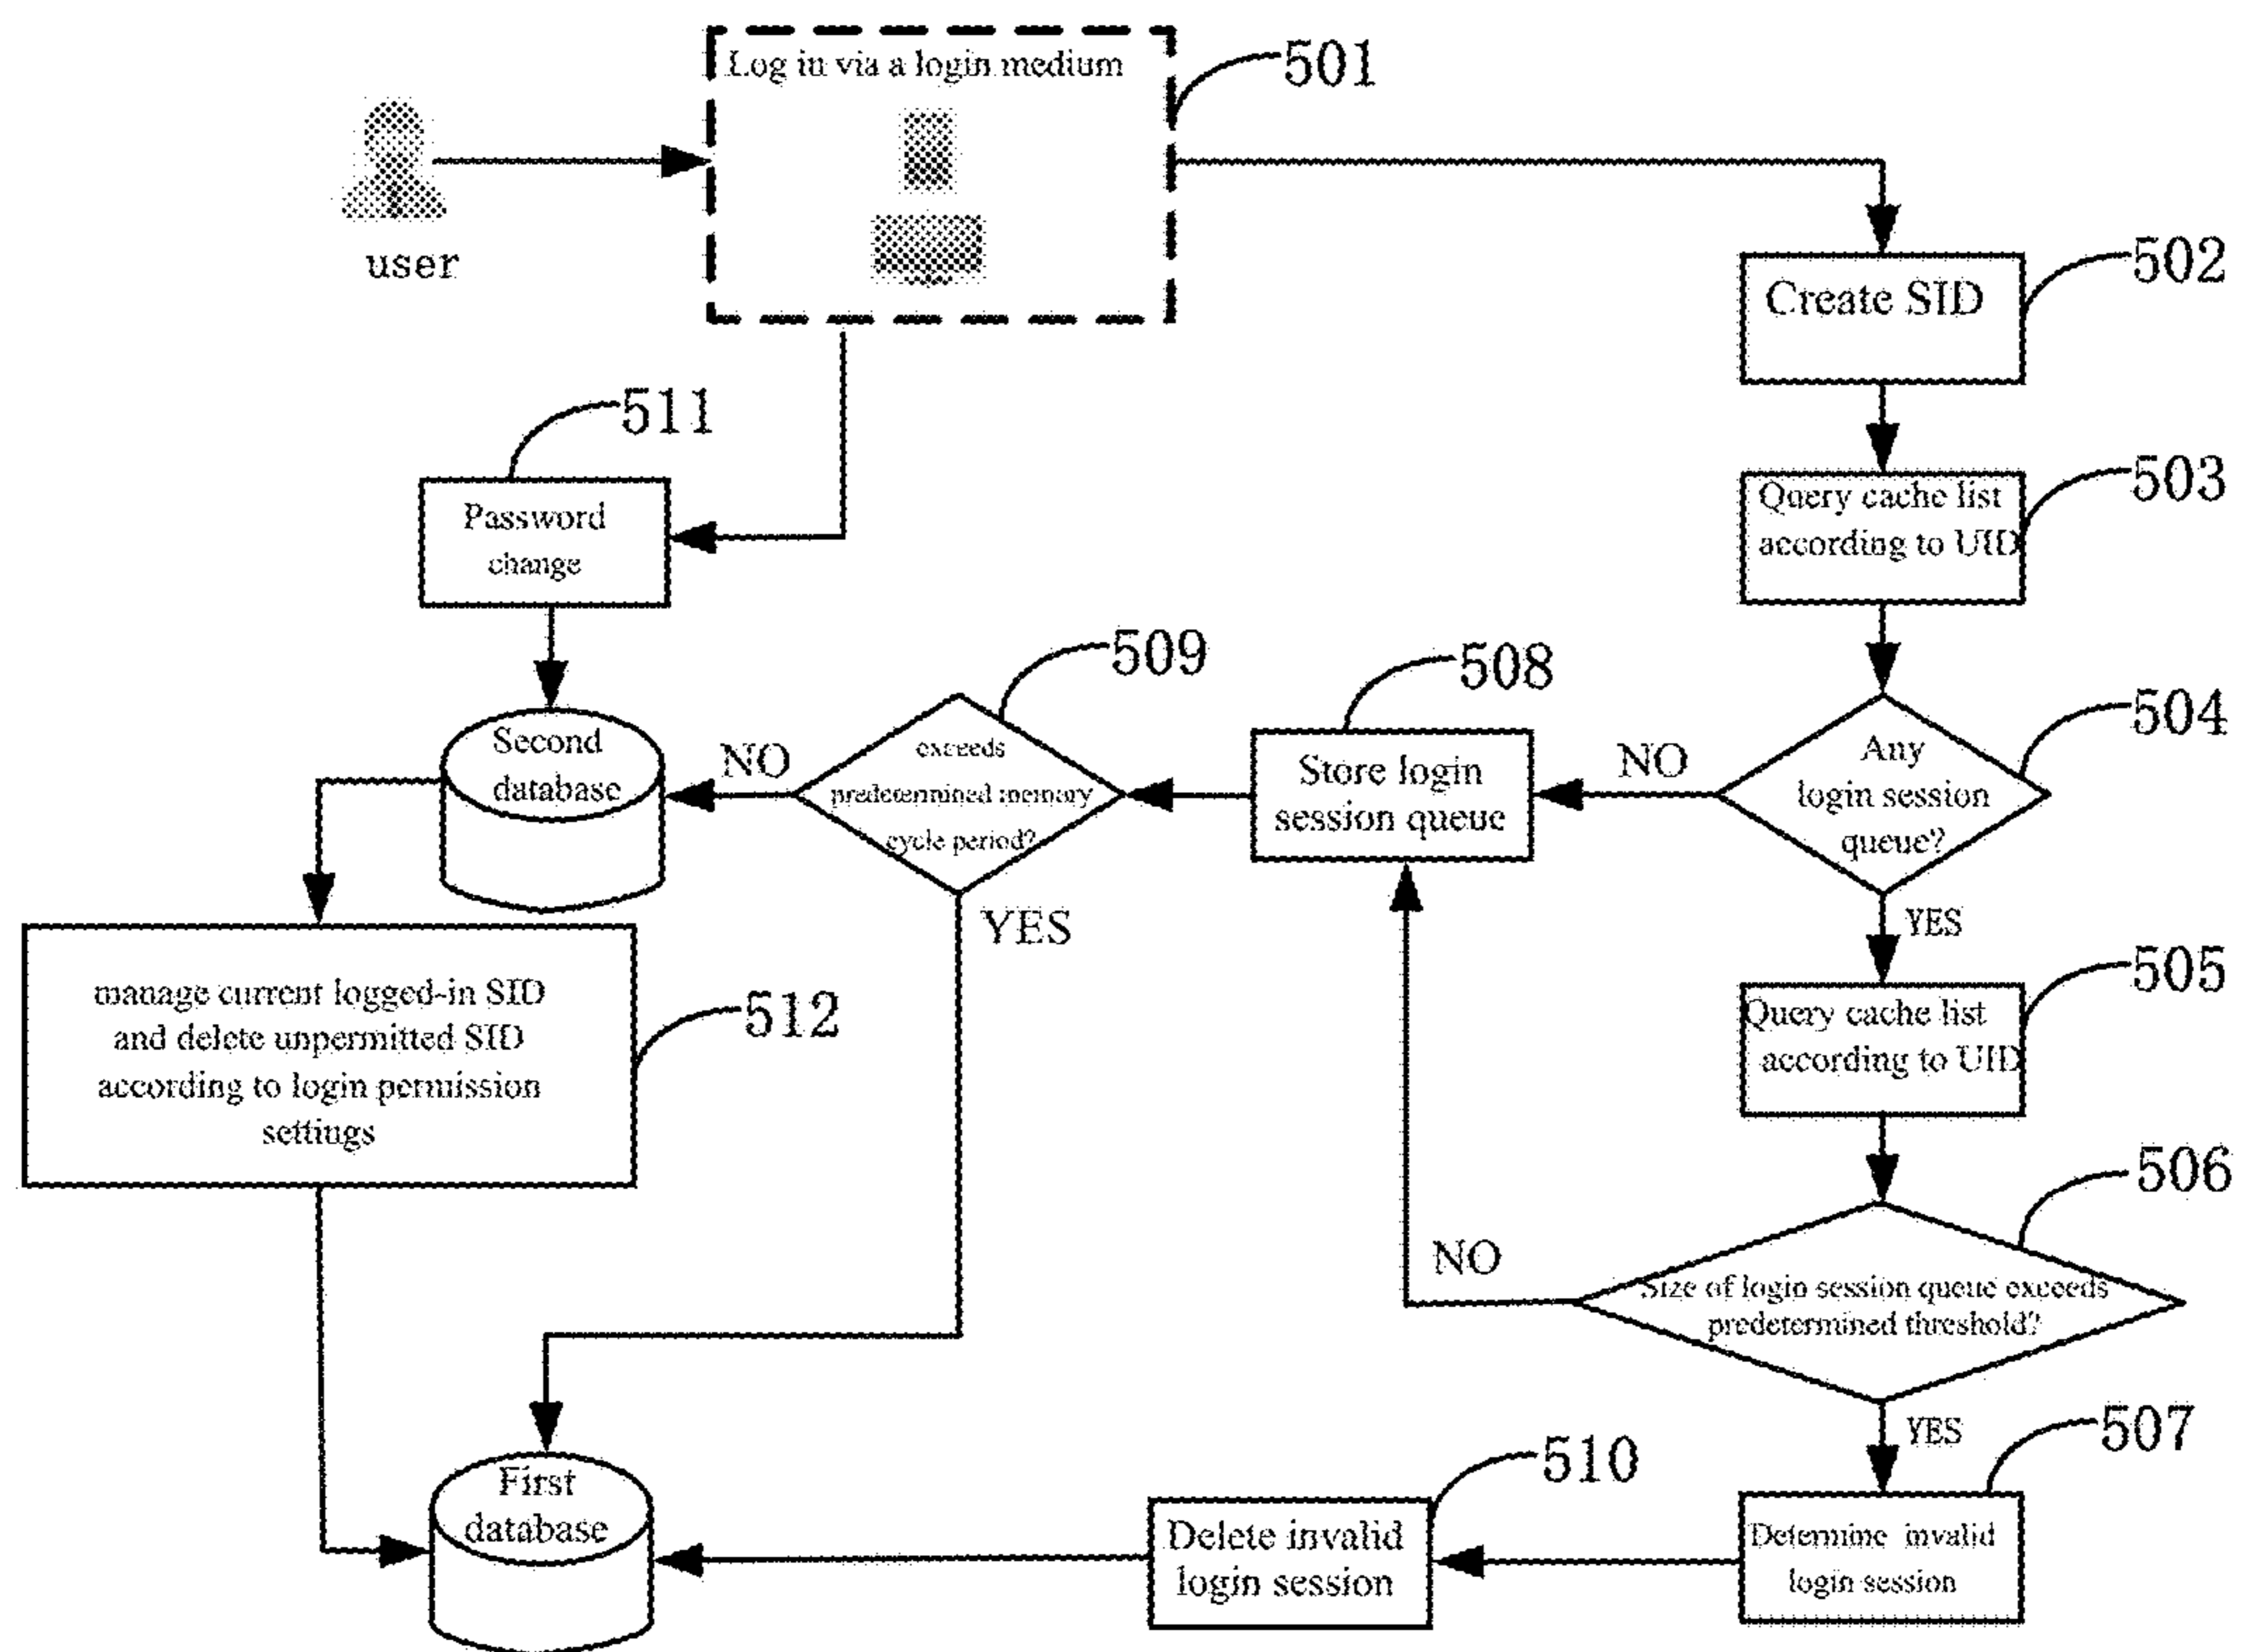 Log in via a login medium
501
user
502
Create SID
511
503
Password
change
Query cache list
according to UID
509
508
504
Second
database
NO
exceeds
predetermined memory
cycle period?
Store login
session queue
NO
Any
login session
queue?
YES
YES
505
manage current logged-in SID
and delete unpermitted SID
according to login permission
settings
512
Query cache list
according to UID
506
NO
Size of login session queue exceeds
predetermined threshold?
YES
507
510
First
database
Delete invalid
login session
Determine invalid
login session